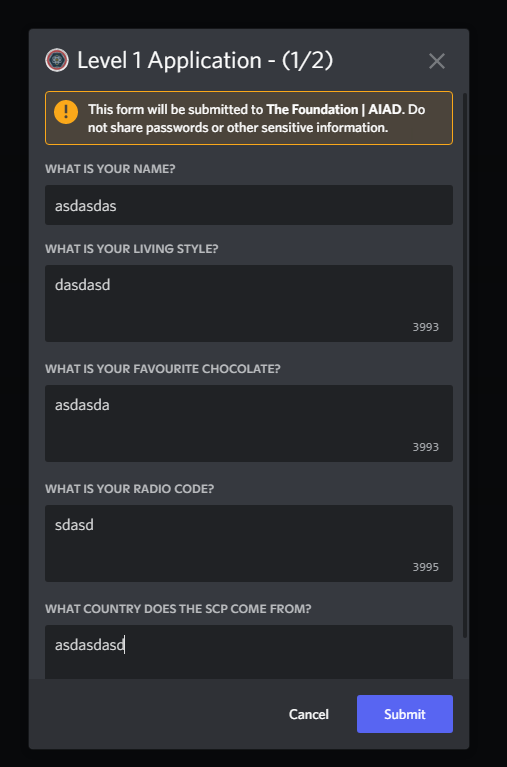 Level 1 Application - (1/2)
This form will be submitted to The Foundation | AIAD. Do
not share passwords or other sensitive information.
WHAT IS YOUR NAME?
asdasdas
WHAT IS YOUR LIVING STYLE?
dasdasd
3993
WHAT IS YOUR FAVOURITE CHOCOLATE?
asdasda
3993
WHAT IS YOUR RADIO CODE?
sdasd
3995
WHAT COUNTRY DOES THE SCP COME FROM?
asdasdasd
Cancel
Submit